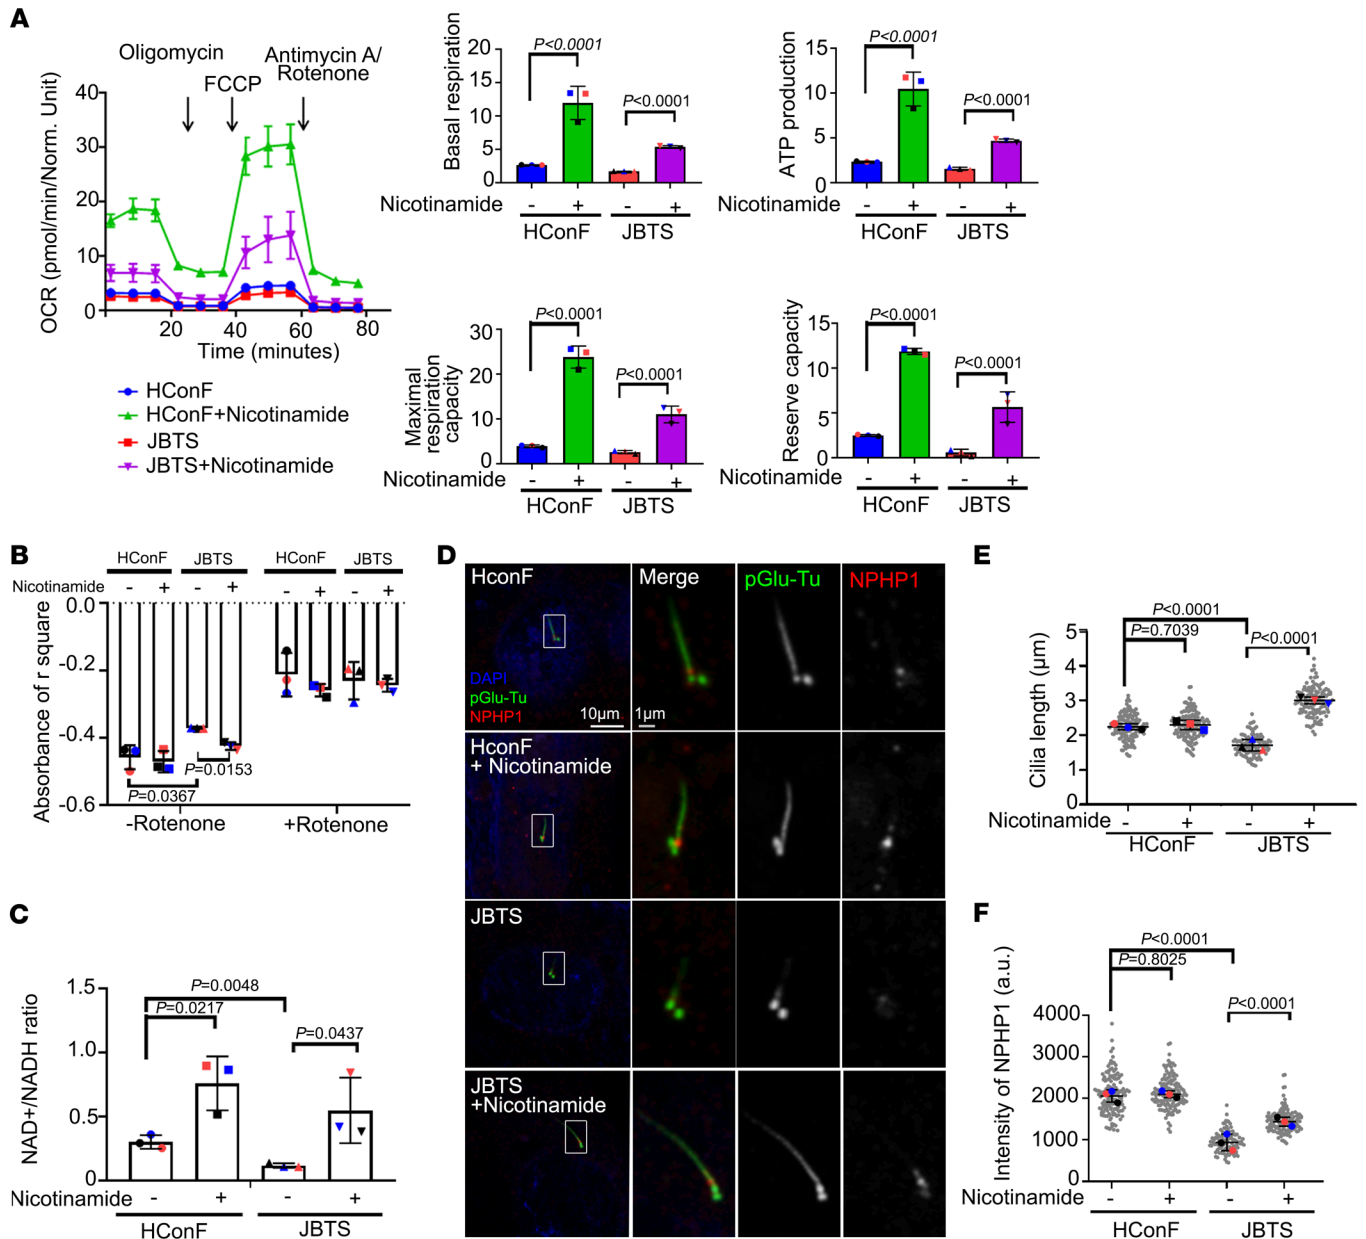 A
Oligomycin
FCCP
Antimycin A/
Rotenone
OCR (pmol/min/Norm. Unit)
40
30
20
10
0
20
40
60
80
Time (minutes)
HConF
HConF+Nicotinamide
JBTS
JBTS+Nicotinamide
Basal respiration
20
15
10
5
0
P<0.0001
P<0.0001
Nicotinamide - + - +
HConF JBTS
ATP production
15
10
5
0
P<0.0001
P<0.0001
Nicotinamide - + - +
HConF JBTS
Maximal
respiration
capacity
30
20
10
0
P<0.0001
P<0.0001
Nicotinamide - + - +
HConF JBTS
Reserve capacity
15
10
5
0
P<0.0001
P<0.0001
Nicotinamide - + - +
HConF JBTS
B
HConF JBTS HConF JBTS
Nicotinamide - + - + - + - +
Absorbance of r square
0.0
-0.2
-0.4
-0.6
P=0.0153
P=0.0367
-Rotenone +Rotenone
C
NAD+/NADH ratio
1.5
1.0
0.5
0
P=0.0048
P=0.0217
P=0.0437
Nicotinamide - + - +
HConF JBTS
D
HconF
Merge
pGlu-Tu
NPHP1
DAPI
pGlu-Tu
NPHP1
10µm
1µm
HconF
+ Nicotinamide
JBTS
JBTS
+Nicotinamide
E
Cilia length (µm)
5
4
3
2
1
0
P<0.0001
P=0.7039
P<0.0001
Nicotinamide - + - +
HConF JBTS
F
Intensity of NPHP1 (a.u.)
4000
3000
2000
1000
0
P<0.0001
P=0.8025
P<0.0001
Nicotinamide - + - +
HConF JBTS